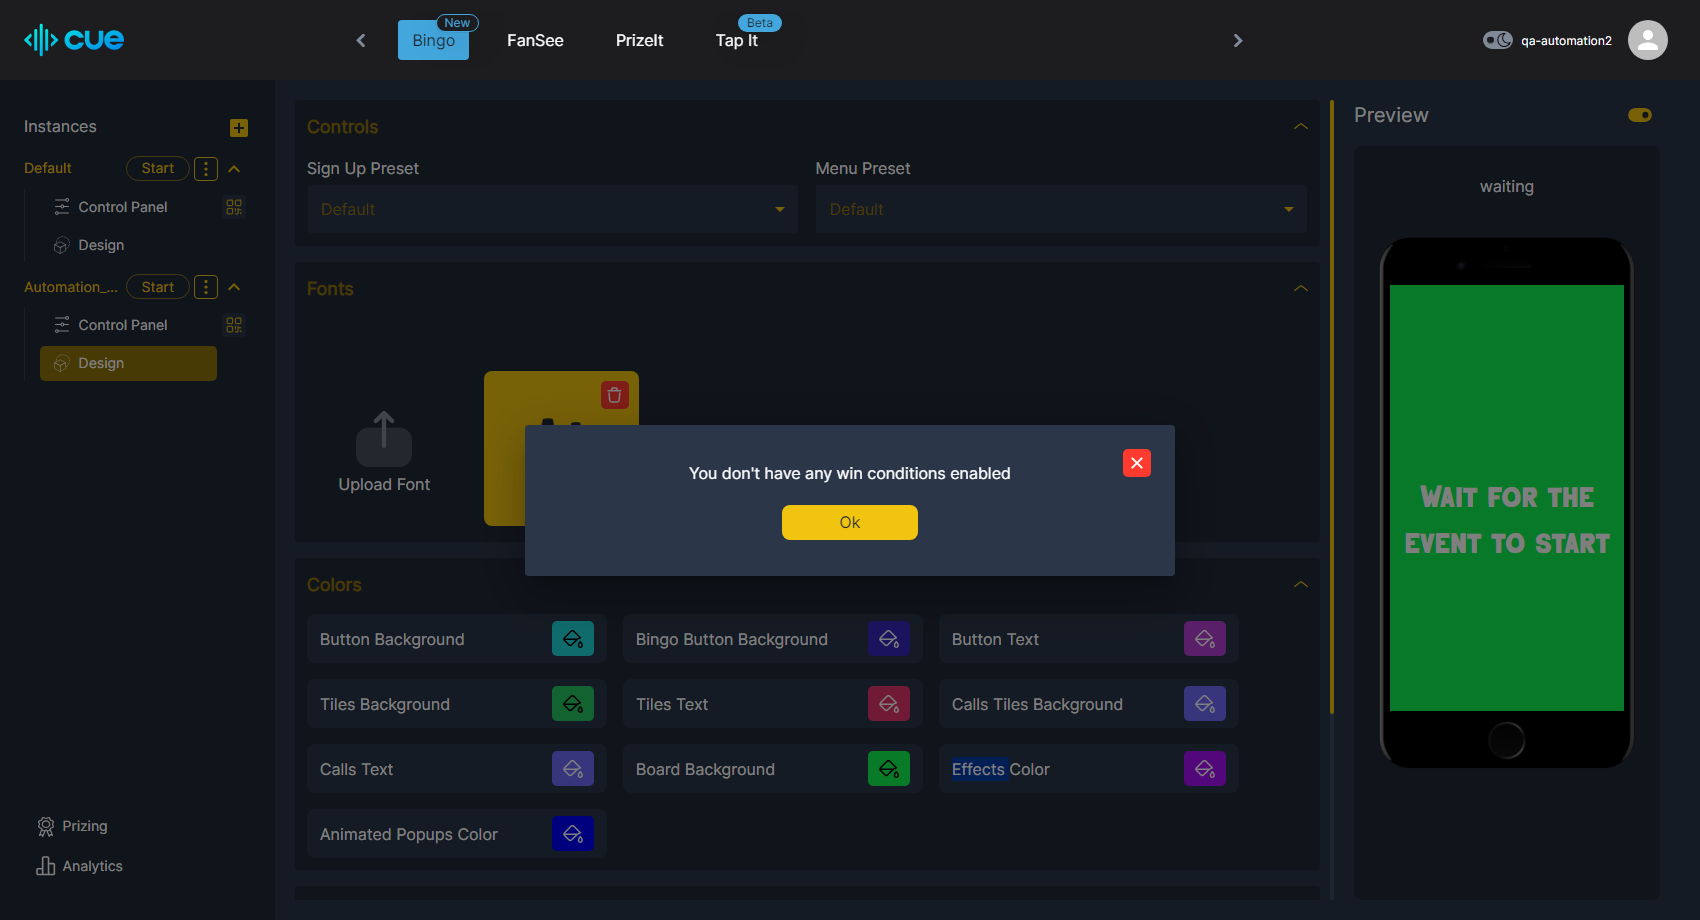 cue
Bingo
New
FanSee
PrizeIt
Tap It
Beta
qa-automation2
Instances
Default
Start
Control Panel
Design
Automation_...
Start
Control Panel
Design
Prizing
Analytics
Controls
Sign Up Preset
Menu Preset
Default
Default
Fonts
Upload Font
You don't have any win conditions enabled
Ok
Colors
Button Background
Bingo Button Background
Button Text
Tiles Background
Tiles Text
Calls Tiles Background
Calls Text
Board Background
Effects Color
Animated Popups Color
Preview
waiting
Wait for the
event to start